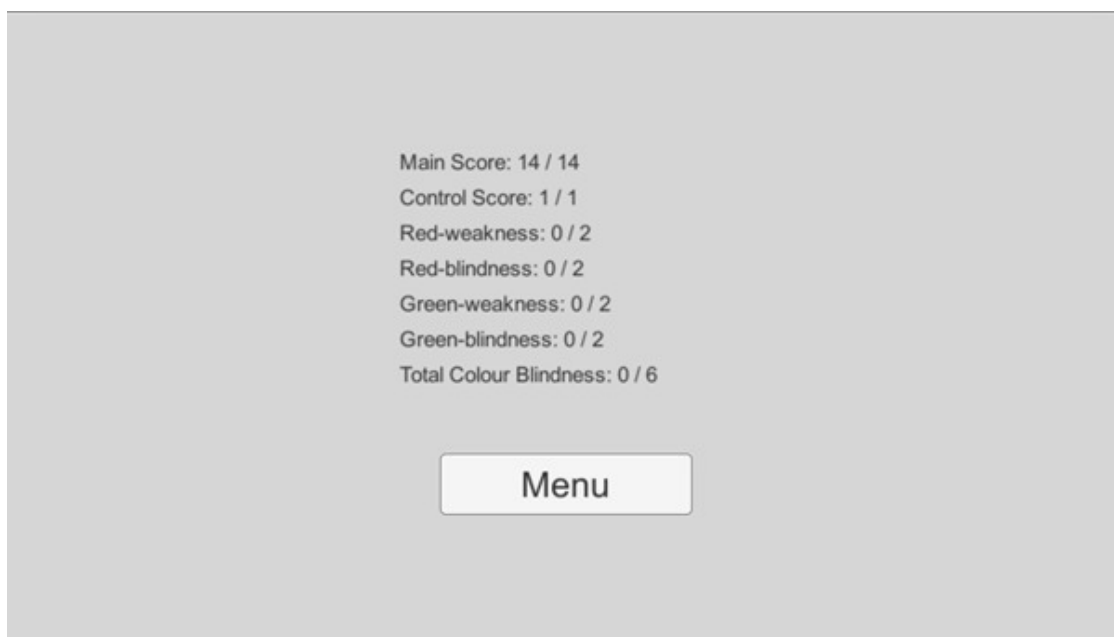 Main Score: 14 / 14
Control Score: 1 / 1
Red-weakness: 0 / 2
Red-blindness: 0 / 2
Green-weakness: 0 / 2
Green-blindness: 0 / 2
Total Colour Blindness: 0 / 6
Menu